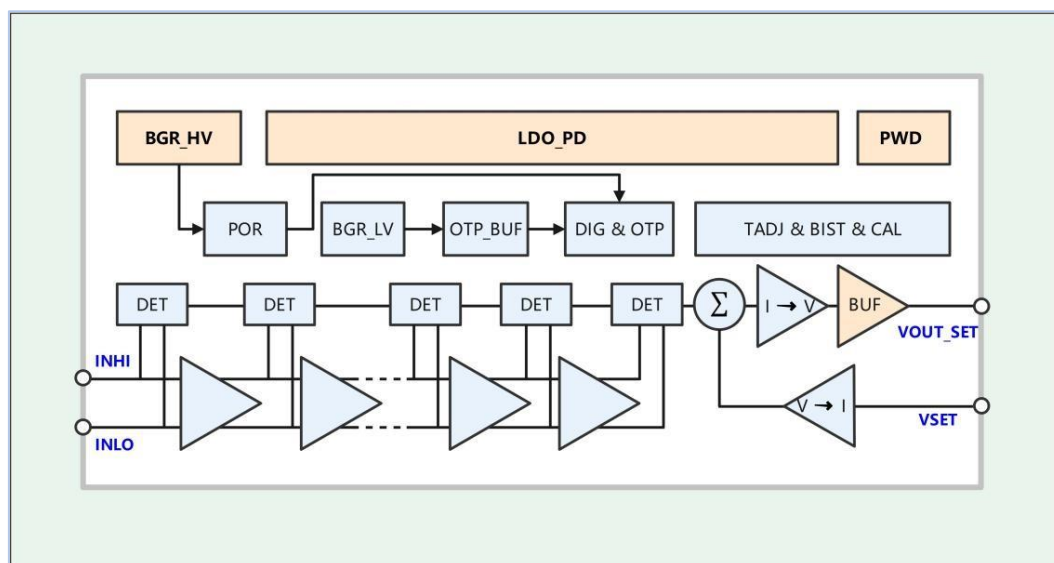 BGR_HV
LDO_PD
PWD
POR
BGR_LV
OTP_BUF
DIG & OTP
TADJ & BIST & CAL
DET
DET
DET
DET
DET
Σ
I → V
BUF
VOUT_SET
INHI
V → I
VSET
INLO